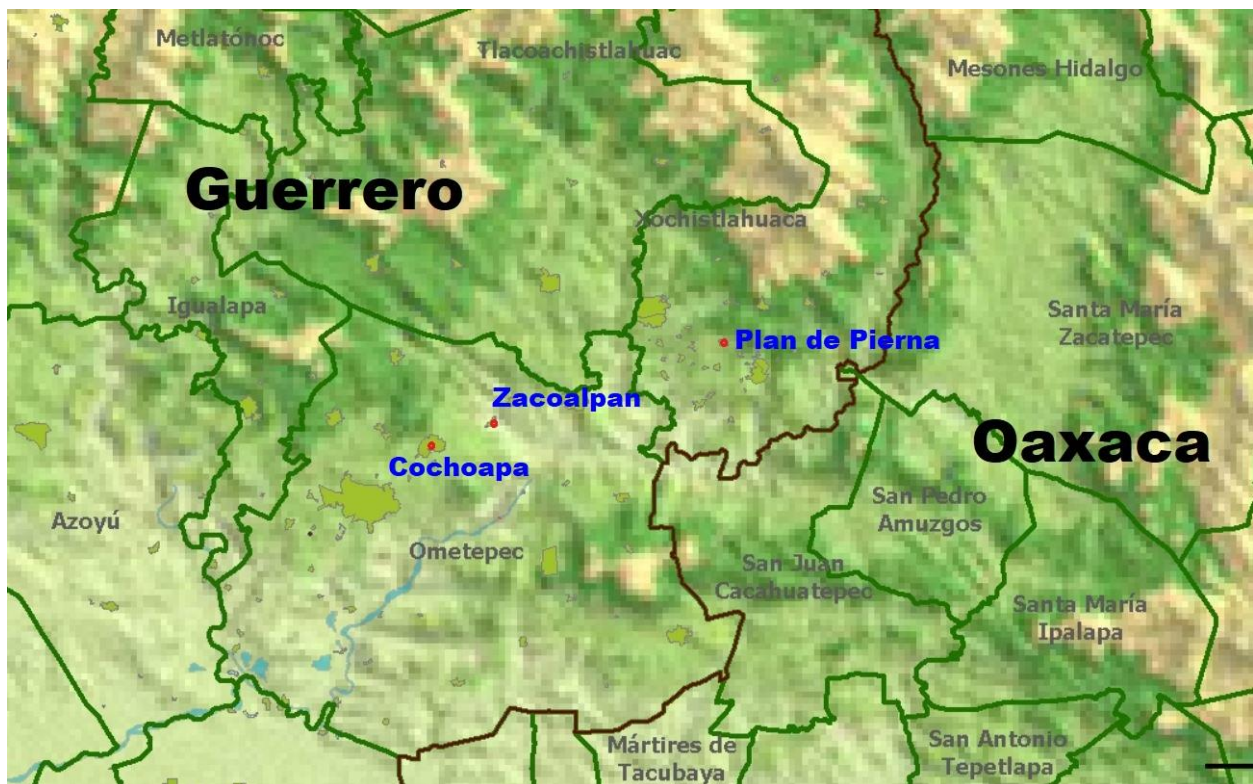 Metlatónoc
Tlacoachistlahuac
Mesones Hidalgo
Guerrero
Xochistlahuaca
Igualapa
Santa María
Zacatepec
Plan de Pierna
Zacoalpan
Oaxaca
Cochoapa
San Pedro
Amuzgos
Azoyú
Ometepec
San Juan
Cacahuatepec
Santa María
Ipalapa
Mártires de
Tacubaya
San Antonio
Tepetlapa